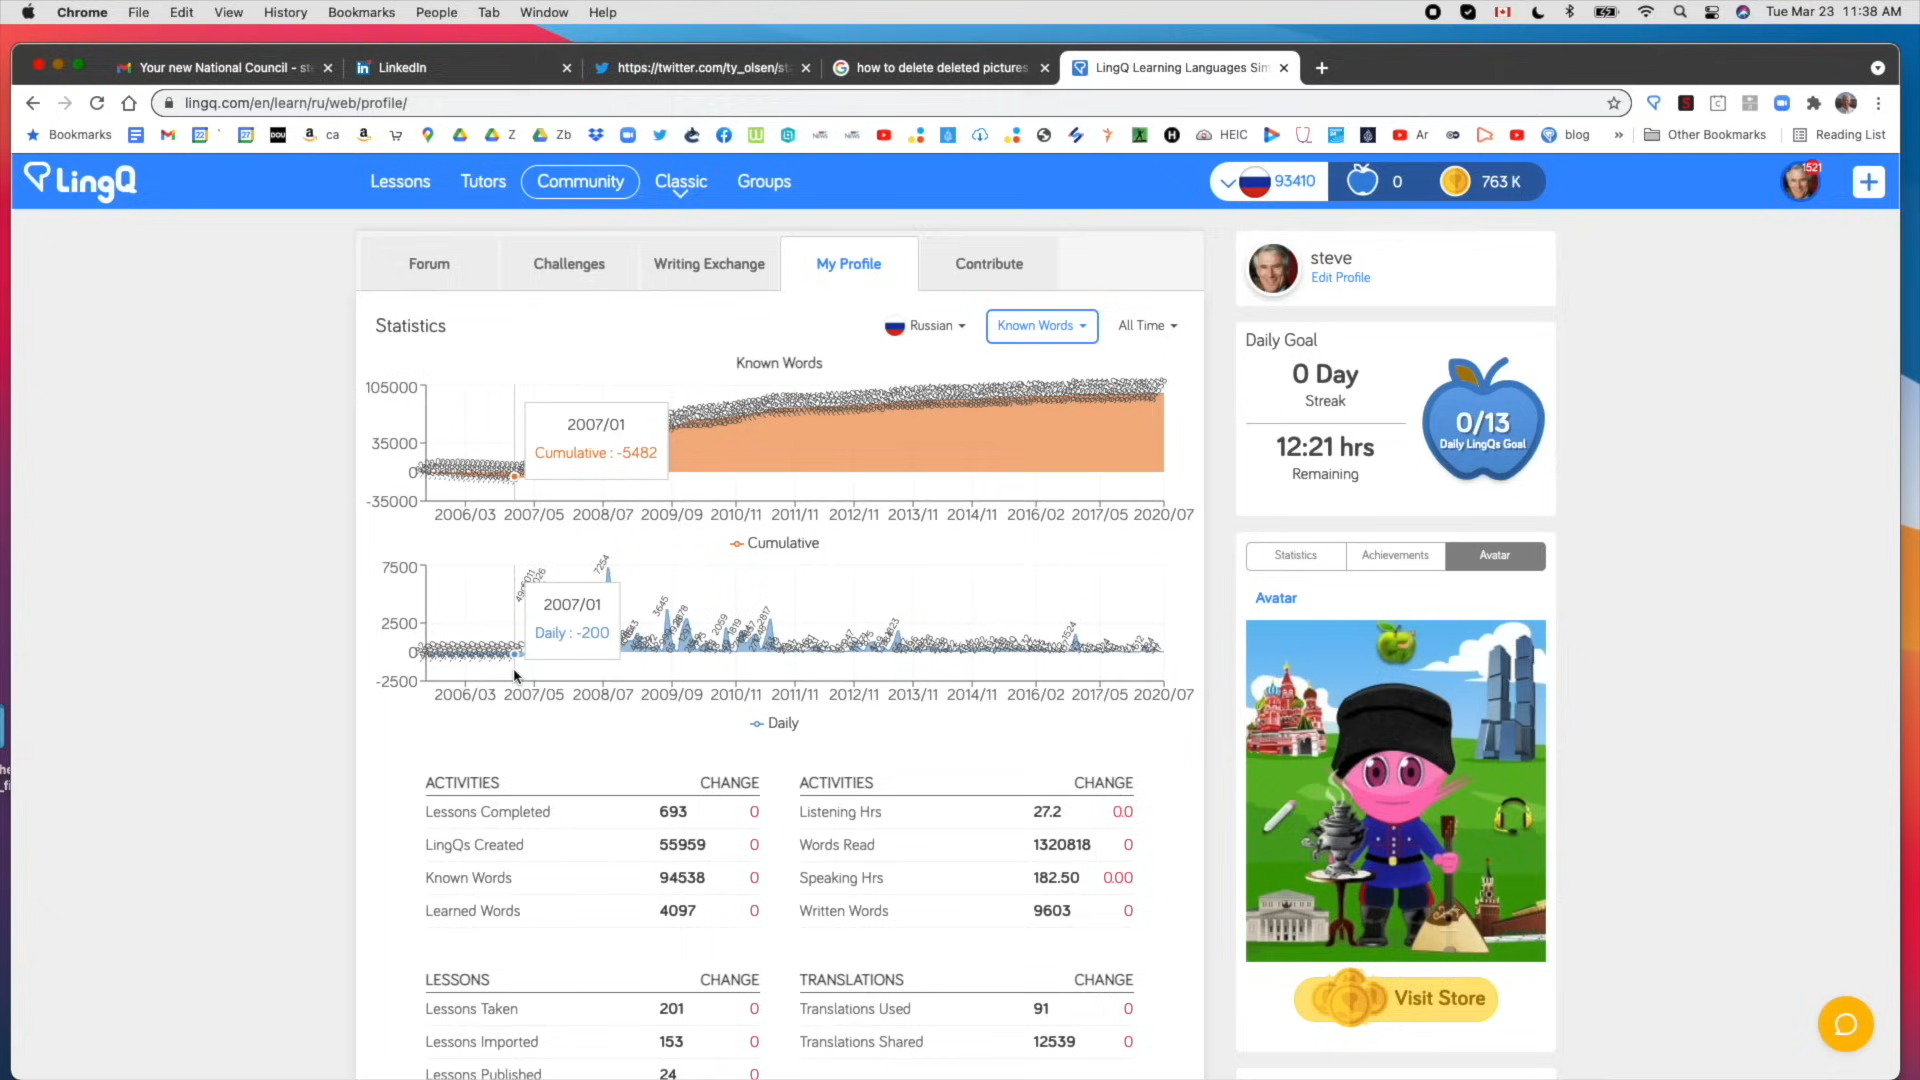 Chrome File Edit View History Bookmarks People Tab Window Help Tue Mar 23 11:38 AM
Your new National Council - st LinkedIn https://twitter.com/ty_olsen/sta how to delete deleted pictures LingQ Learning Languages Sim
lingq.com/en/learn/ru/web/profile/
Bookmarks ca Z Zb HEIC Ar blog » Other Bookmarks Reading List
LingQ Lessons Tutors Community Classic Groups 93410 0 763 K 1521
Forum Challenges Writing Exchange My Profile Contribute
steve
Edit Profile
Statistics Russian Known Words All Time
Known Words
105000
35000
0
-35000
2007/01
Cumulative : -5482
2006/03 2007/05 2008/07 2009/09 2010/11 2011/11 2012/11 2013/11 2014/11 2016/02 2017/05 2020/07
Cumulative
7500
2500
0
-2500
7254
3645
2059
2817
1524
2007/01
Daily : -200
2006/03 2007/05 2008/07 2009/09 2010/11 2011/11 2012/11 2013/11 2014/11 2016/02 2017/05 2020/07
Daily
ACTIVITIES CHANGE
Lessons Completed 693 0
LingQs Created 55959 0
Known Words 94538 0
Learned Words 4097 0
ACTIVITIES CHANGE
Listening Hrs 27.2 0.0
Words Read 1320818 0
Speaking Hrs 182.50 0.00
Written Words 9603 0
LESSONS CHANGE
Lessons Taken 201 0
Lessons Imported 153 0
Lessons Published 24 0
TRANSLATIONS CHANGE
Translations Used 91 0
Translations Shared 12539 0
Daily Goal
0 Day
Streak
12:21 hrs
Remaining
0/13
Daily LingQs Goal
Statistics Achievements Avatar
Avatar
Visit Store